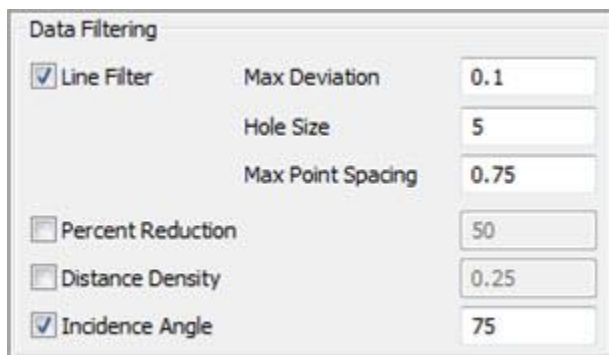 Data Filtering
Line Filter Max Deviation 0.1
Hole Size 5
Max Point Spacing 0.75
Percent Reduction 50
Distance Density 0.25
Incidence Angle 75